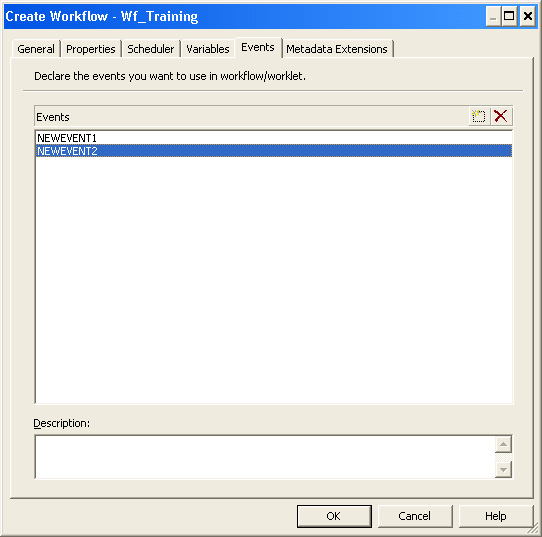 Create Workflow - Wf_Training
General Properties Scheduler Variables Events Metadata Extensions
Declare the events you want to use in workflow/worklet.
Events
NEWEVENT1
NEWEVENT2
Description:
OK Cancel Help